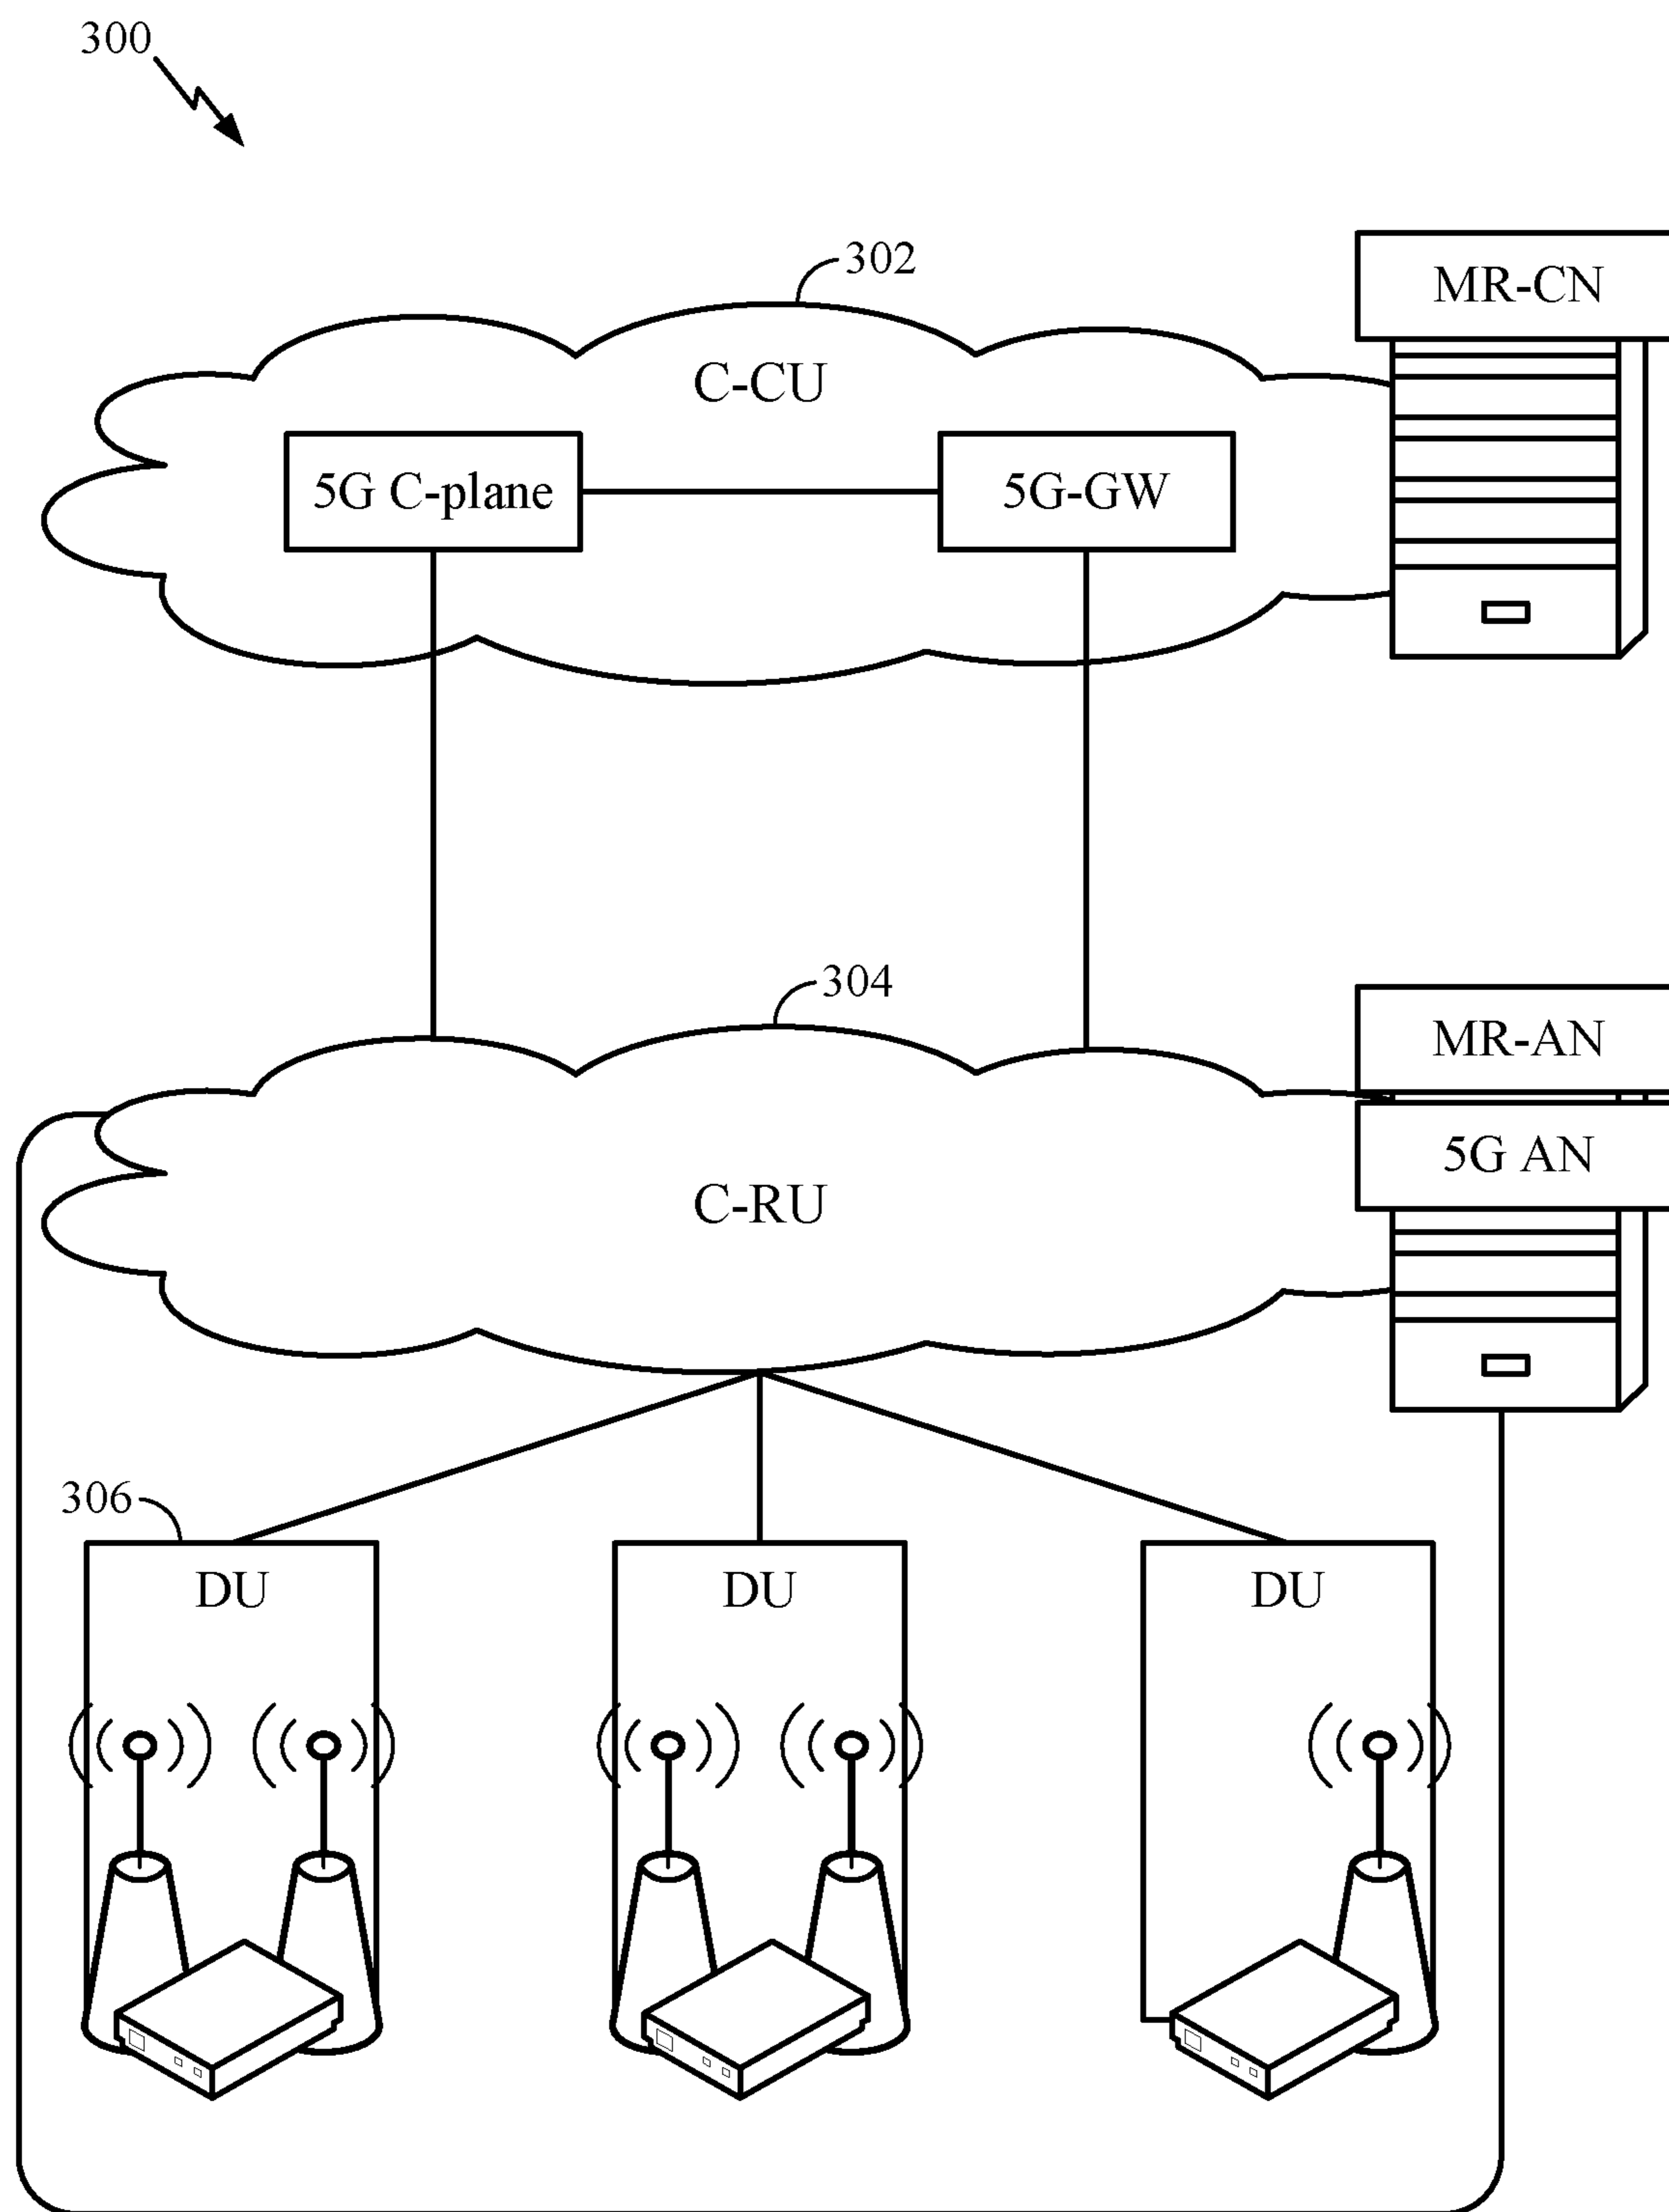 300
302
MR-CN
C-CU
5G C-plane
5G-GW
304
MR-AN
5G AN
C-RU
306
DU
DU
DU